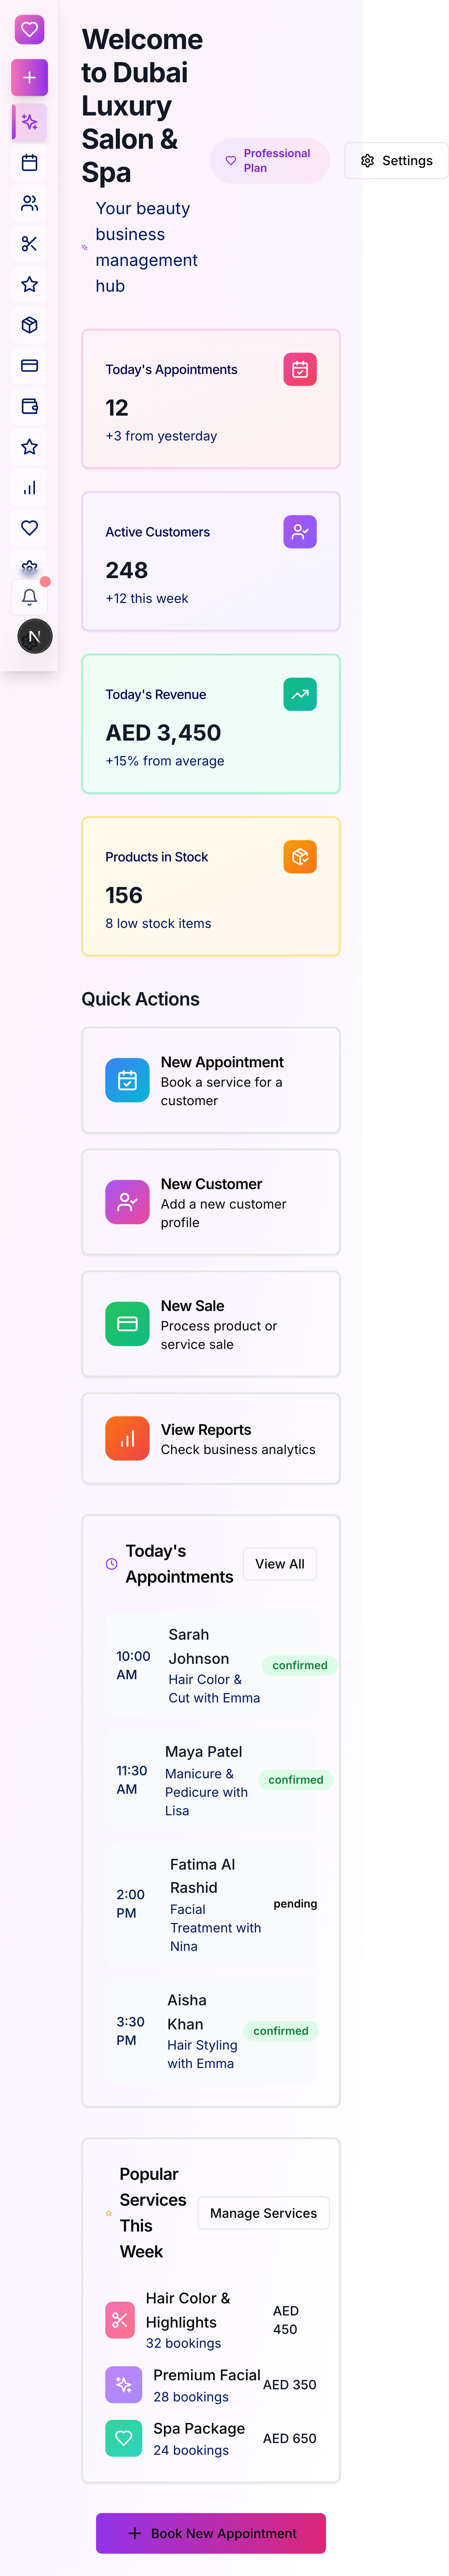 Welcome
to Dubai
Luxury
Salon &
Spa
Your beauty
business
management
hub
Professional
Plan
Settings
Today's Appointments
12
+3 from yesterday
Active Customers
248
+12 this week
Today's Revenue
AED 3,450
+15% from average
Products in Stock
156
8 low stock items
Quick Actions
New Appointment
Book a service for a
customer
New Customer
Add a new customer
profile
New Sale
Process product or
service sale
View Reports
Check business analytics
Today's
Appointments
View All
10:00
AM
Sarah
Johnson
Hair Color &
Cut with Emma
confirmed
11:30
AM
Maya Patel
Manicure &
Pedicure with
Lisa
confirmed
2:00
PM
Fatima Al
Rashid
Facial
Treatment with
Nina
pending
3:30
PM
Aisha
Khan
Hair Styling
with Emma
confirmed
Popular
Services
This
Week
Manage Services
Hair Color &
Highlights
32 bookings
AED
450
Premium Facial
28 bookings
AED 350
Spa Package
24 bookings
AED 650
Book New Appointment
N